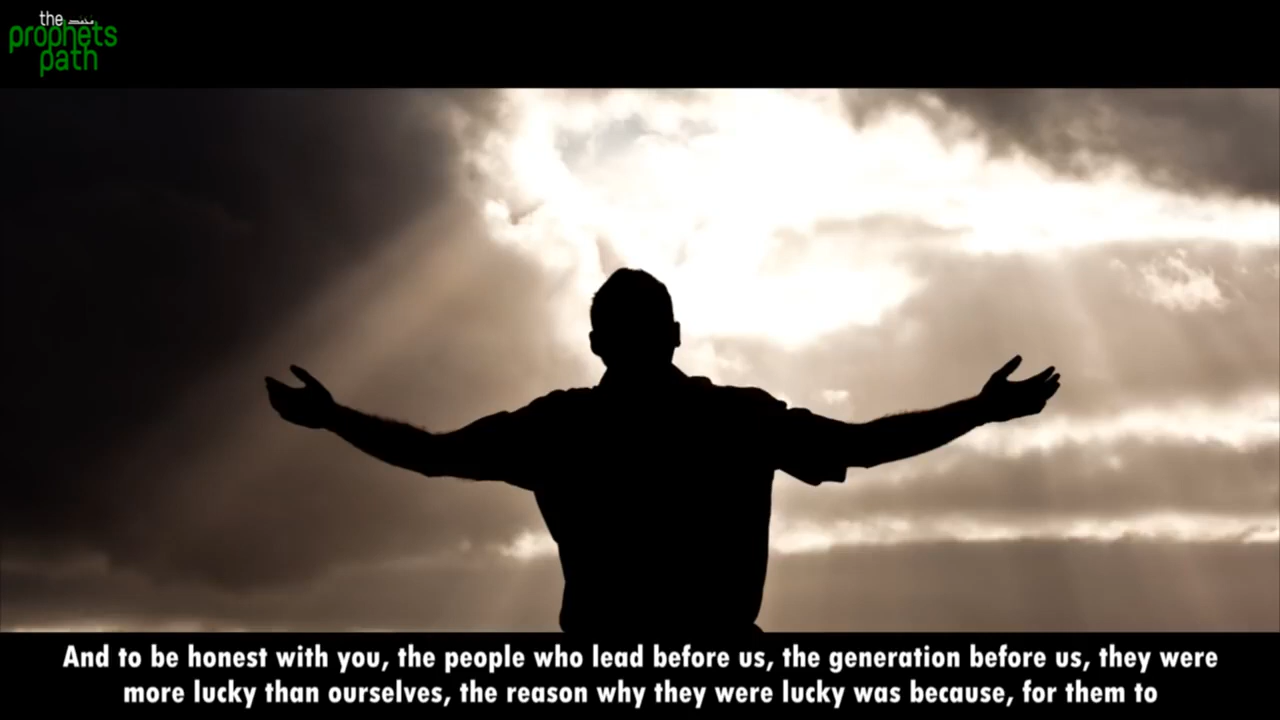 the محمد
prophets
path
And to be honest with you, the people who lead before us, the generation before us, they were
more lucky than ourselves, the reason why they were lucky was because, for them to